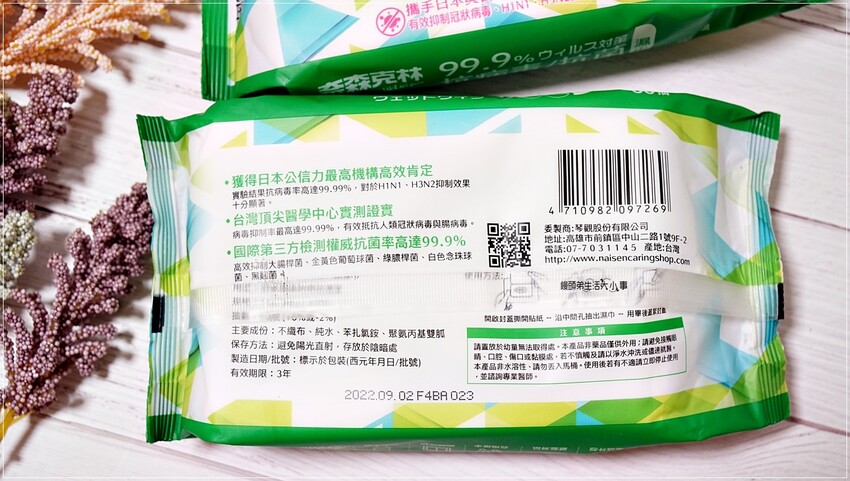 攜手日本
有效抑制冠狀病毒、H1N1、H3N2
奈森克林
99.9%ウィルス対策
• 獲得日本公信力最高機構高效肯定
實驗結果抗病毒率高達99.99%，對於H1N1、H3N2抑制效果
十分顯著。
• 台灣頂尖醫學中心實測證實
病毒抑制率最高達99.99%，有效抵抗人類冠狀病毒與腸病毒。
• 國際第三方檢測權威抗菌率高達99.9%
高效抑制大腸桿菌、金黃色葡萄球菌、綠膿桿菌、白色念珠球
菌、黑黴菌
主要成份：不織布、純水、苯扎氯銨、聚氨丙基雙胍
保存方法：避免陽光直射，存放於陰暗處
製造日期/批號：標示於包裝(西元年月日/批號)
有效期限：3年
2022.09.02 F4BA 023
4 710982 097269
委製商:琴觀股份有限公司
地址:高雄市前鎮區中山二路1號9F-2
電話:07-7031145 產地:台灣
http://www.naisencaringshop.com
使用方法:
饅頭弟生活大小事
開啟封蓋撕開貼紙 -- 沿中間孔抽出濕巾 -- 用畢後蓋緊封蓋
注意事項
請置放於幼童無法取得處。本產品非藥品僅供外用；請避免接觸眼
睛、口腔、傷口或黏膜處，若不慎觸及請以淨水沖洗或儘速就醫。
本產品非水溶性、請勿丟入馬桶。使用後若有不適請立即停止使用
，並諮詢專業醫師。